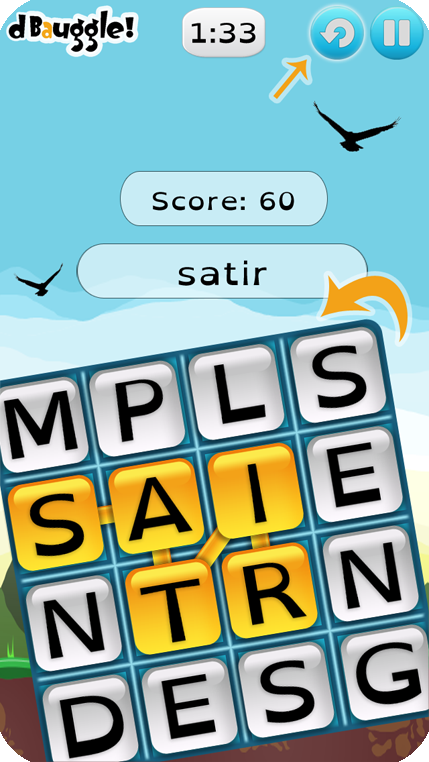 dBauggle!
1:33
Score: 60
satir
M P L S
S A I E
N T R N
D E S G